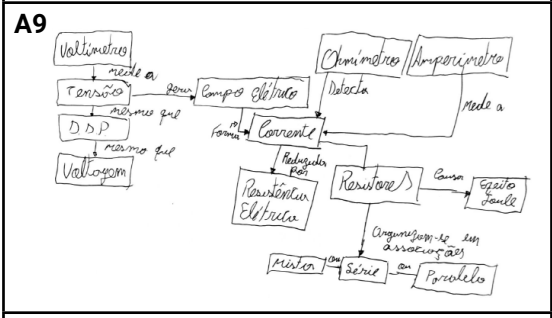 A9
Voltímetro
mede a
Tensão
gera
Campo Elétrico
mesmo que
DDP
mesmo que
Voltagem
Ohmímetro
Amperímetro
Detecta
mede a
Forma
Corrente
Reduzida
por
Resistência
Elétrica
Resistores
Causa
Efeito
Joule
Organizam-se em
associações
Mista
ou
Série
ou
Paralelo